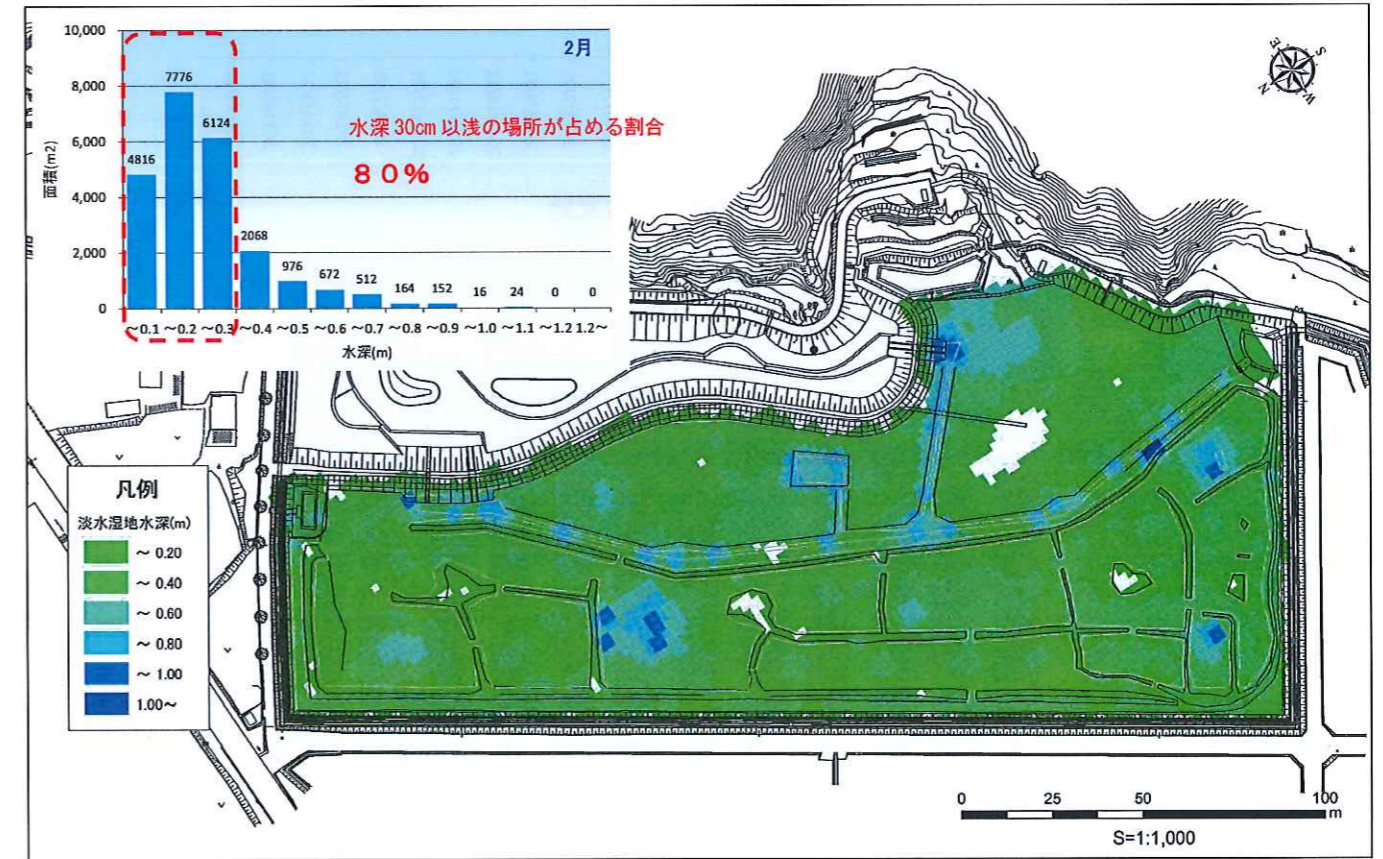 10,000
8,000
6,000
4,000
2,000
0
面積(m2)
2月
4816
7776
6124
2068
976
672
512
164
152
16
24
0
0
水深30cm以浅の場所が占める割合
80%
~0.1 ~0.2 ~0.3 ~0.4 ~0.5 ~0.6 ~0.7 ~0.8 ~0.9 ~1.0 ~1.1 ~1.2 1.2~
水深(m)
E
S
N
W
凡例
淡水湿地水深(m)
~ 0.20
~ 0.40
~ 0.60
~ 0.80
~ 1.00
1.00~
0 25 50 100
m
S=1:1,000